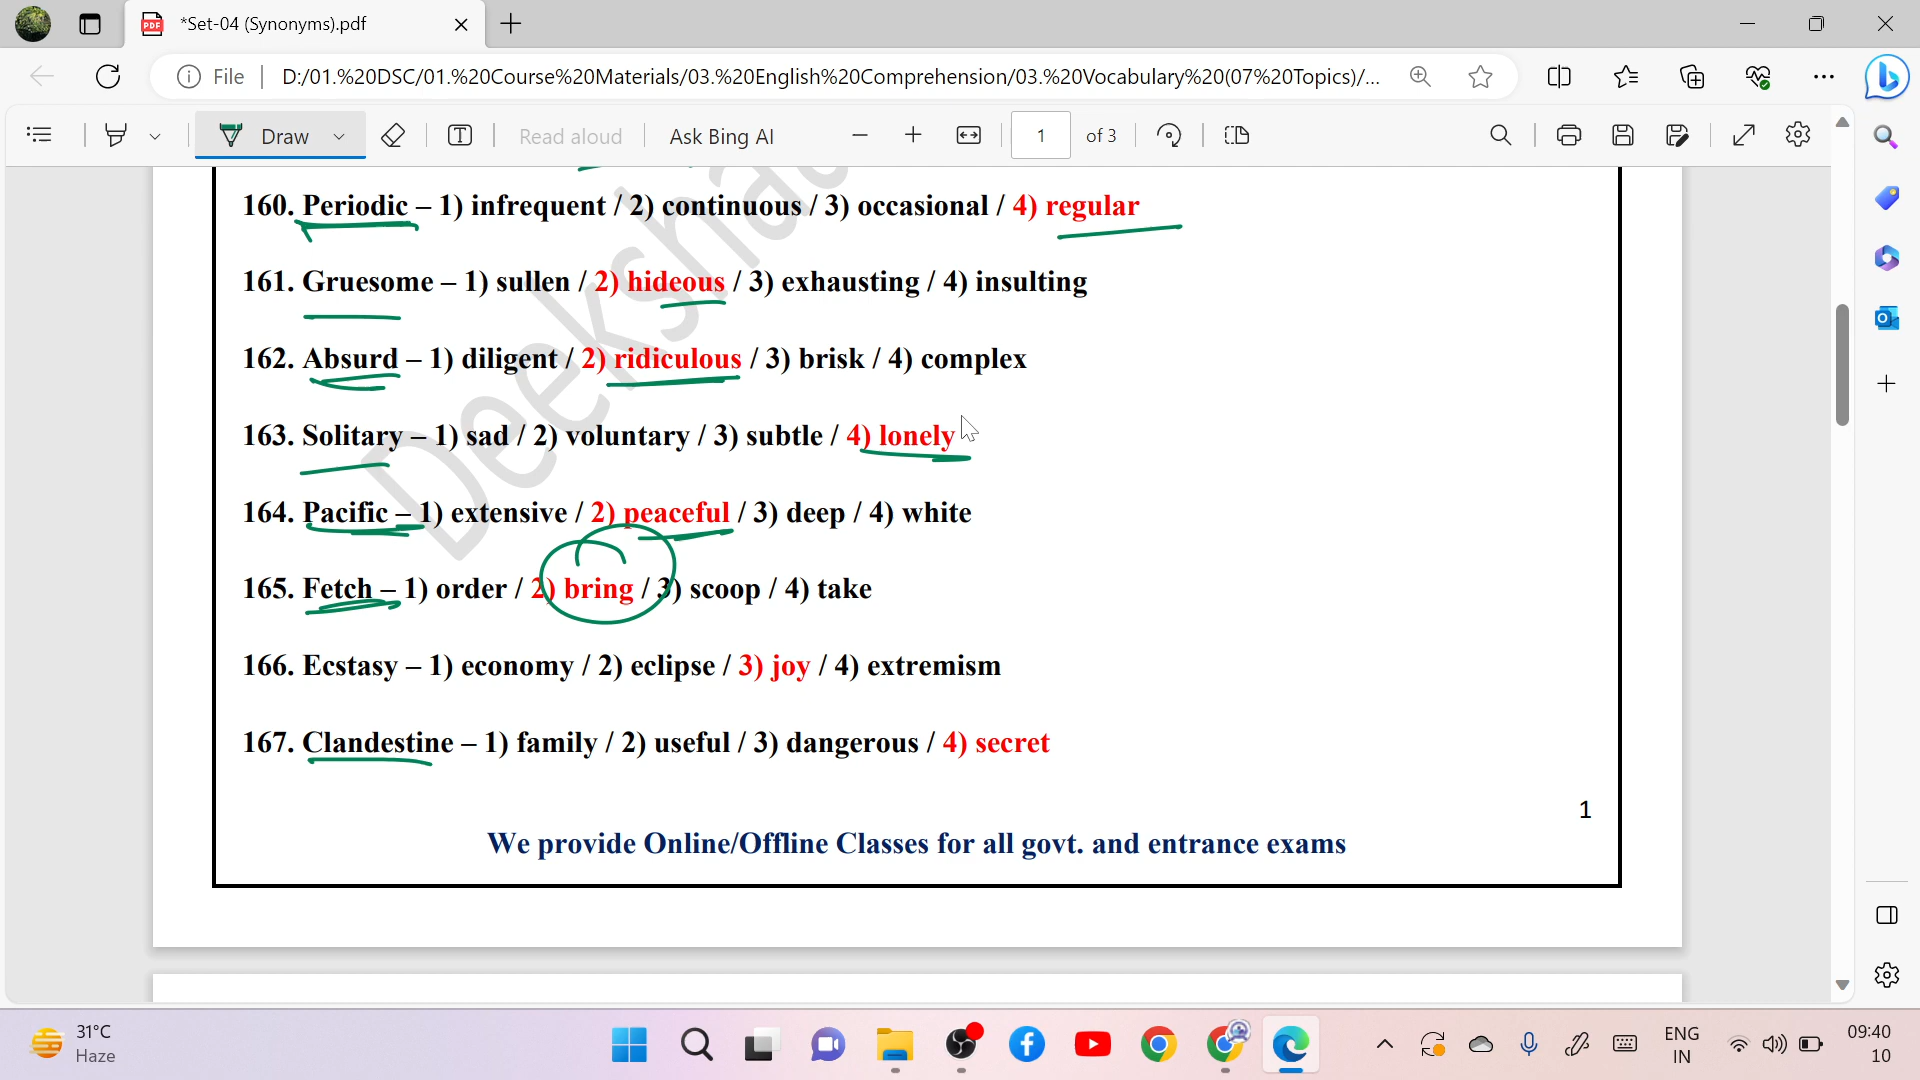 *Set-04 (Synonyms).pdf
File
D:/01.%20DSC/01.%20Course%20Materials/03.%20English%20Comprehension/03.%20Vocabulary%20(07%20Topics)/...
Draw
Read aloud
Ask Bing AI
1
of 3
160. Periodic – 1) infrequent / 2) continuous / 3) occasional / 4) regular
161. Gruesome – 1) sullen / 2) hideous / 3) exhausting / 4) insulting
162. Absurd – 1) diligent / 2) ridiculous / 3) brisk / 4) complex
163. Solitary – 1) sad / 2) voluntary / 3) subtle / 4) lonely
164. Pacific – 1) extensive / 2) peaceful / 3) deep / 4) white
165. Fetch – 1) order / 2) bring / 3) scoop / 4) take
166. Ecstasy – 1) economy / 2) eclipse / 3) joy / 4) extremism
167. Clandestine – 1) family / 2) useful / 3) dangerous / 4) secret
1
We provide Online/Offline Classes for all govt. and entrance exams
31°C
Haze
ENG
IN
09:40
10